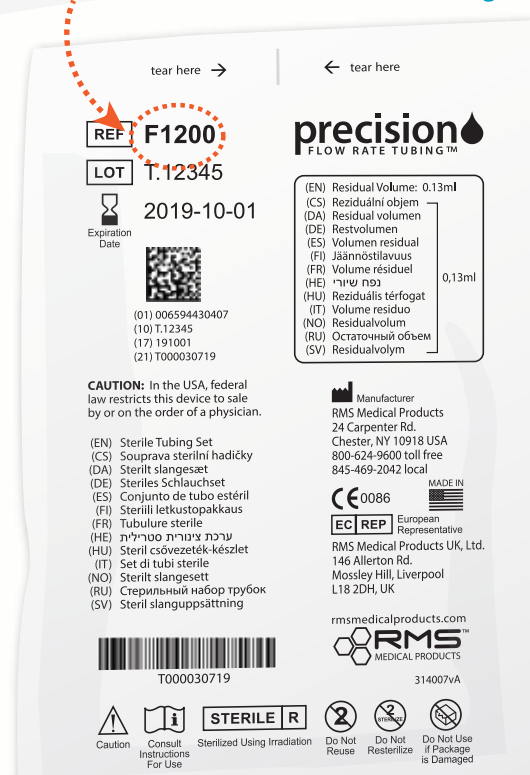 tear here →
← tear here
REF F1200
LOT T.12345
2019-10-01
Expiration
Date
(01) 006594430407
(10) T.12345
(17) 191001
(21) T000030719
CAUTION: In the USA, federal
law restricts this device to sale
by or on the order of a physician.
(EN) Sterile Tubing Set
(CS) Souprava sterilní hadičky
(DA) Sterilt slangesæt
(DE) Steriles Schlauchset
(ES) Conjunto de tubo estéril
(FI) Steriili letkustopakkaus
(FR) Tubulure sterile
(HE) ערכת צינורית סטרילית
(HU) Steril csővezeték-készlet
(IT) Set di tubi sterile
(NO) Sterilt slangesett
(RU) Стерильный набор трубок
(SV) Steril slanguppsättning
T000030719
precision
FLOW RATE TUBING™
(EN) Residual Volume: 0.13ml
(CS) Reziduální objem
(DA) Residual volumen
(DE) Restvolumen
(ES) Volumen residual
(FI) Jäännöstilavuus
(FR) Volume résiduel
(HE) נפח שיורי
(HU) Reziduális térfogat
(IT) Volume residuo
(NO) Residualvolum
(RU) Остаточный объем
(SV) Residualvolym
0,13ml
Manufacturer
RMS Medical Products
24 Carpenter Rd.
Chester, NY 10918 USA
800-624-9600 toll free
845-469-2042 local
MADE IN
CE 0086
EC REP European
Representative
RMS Medical Products UK, Ltd.
146 Allerton Rd.
Mossley Hill, Liverpool
L18 2DH, UK
rmsmedicalproducts.com
RMS™
MEDICAL PRODUCTS
314007vA
Caution
i
Consult
Instructions
For Use
STERILE R
Sterilized Using Irradiation
2
Do Not
Reuse
2
STERILIZE
Do Not
Resterilize
Do Not Use
if Package
is Damaged